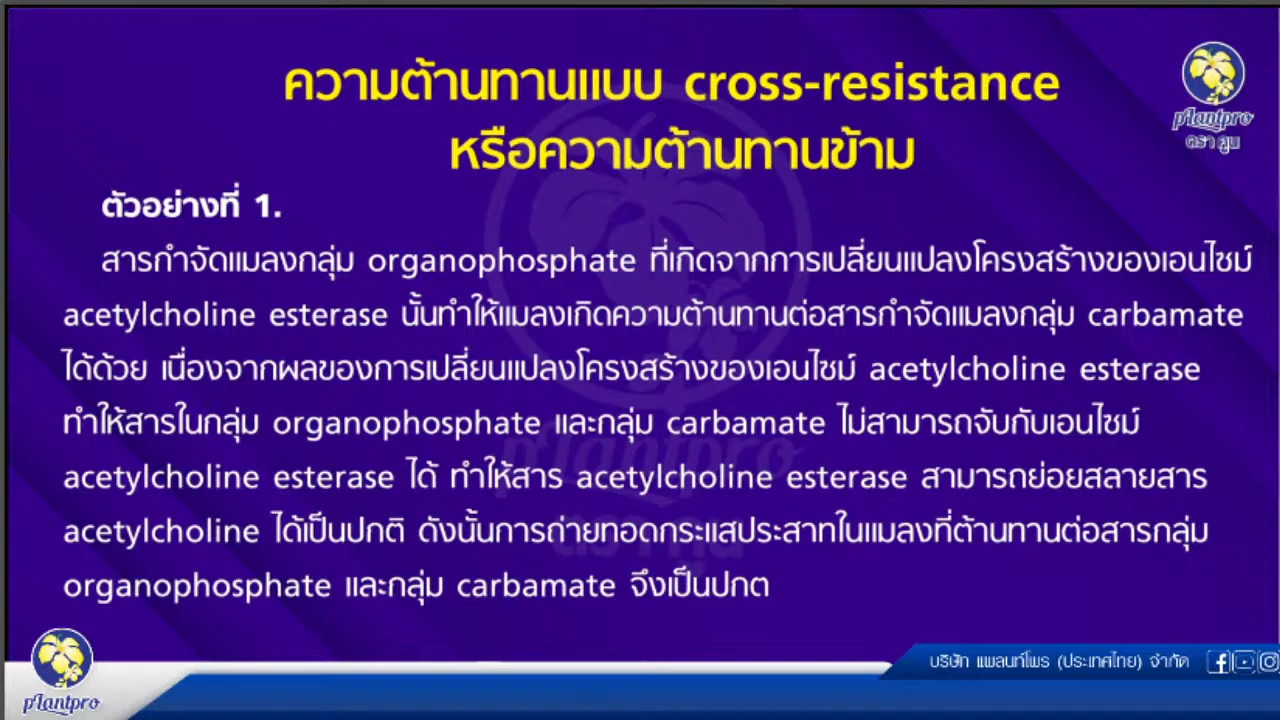 ความต้านทานแบบ cross-resistance
หรือความต้านทานข้าม
plantpro
ตรา คูน
ตัวอย่างที่ 1.
สารกำจัดแมลงกลุ่ม organophosphate ที่เกิดจากการเปลี่ยนแปลงโครงสร้างของเอนไซม์
acetylcholine esterase นั้นทำให้แมลงเกิดความต้านทานต่อสารกำจัดแมลงกลุ่ม carbamate
ได้ด้วย เนื่องจากผลของการเปลี่ยนแปลงโครงสร้างของเอนไซม์ acetylcholine esterase
ทำให้สารในกลุ่ม organophosphate และกลุ่ม carbamate ไม่สามารถจับกับเอนไซม์
acetylcholine esterase ได้ ทำให้สาร acetylcholine esterase สามารถย่อยสลายสาร
acetylcholine ได้เป็นปกติ ดังนั้นการถ่ายทอดกระแสประสาทในแมลงที่ต้านทานต่อสารกลุ่ม
organophosphate และกลุ่ม carbamate จึงเป็นปกต
plantpro
บริษัท แพลนท์โพร (ประเทศไทย) จำกัด